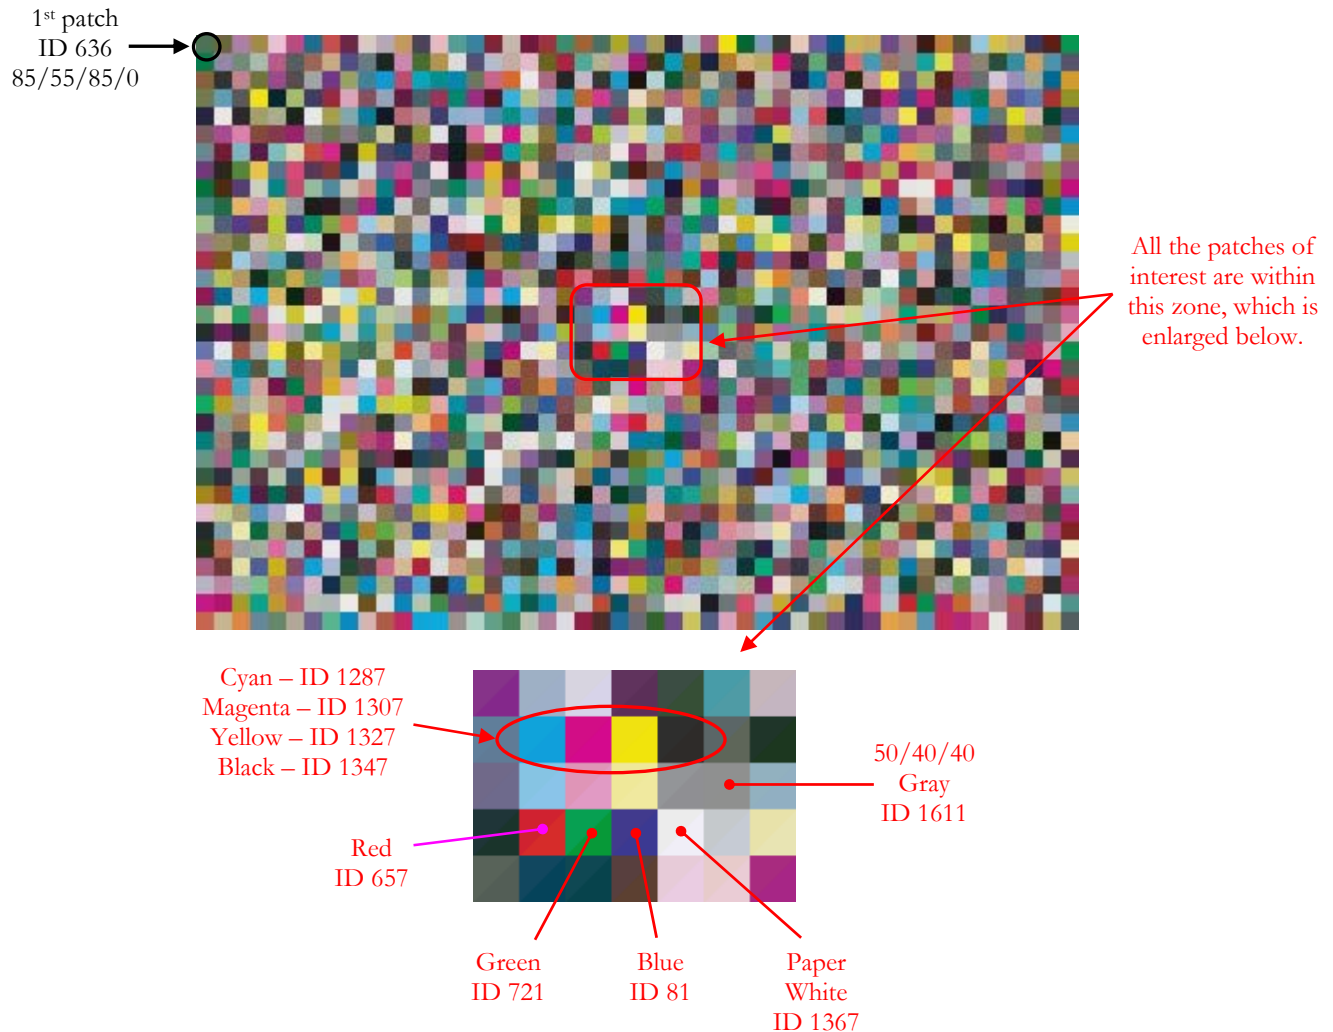 1st patch
ID 636
85/55/85/0
All the patches of
interest are within
this zone, which is
enlarged below.
Cyan – ID 1287
Magenta – ID 1307
Yellow – ID 1327
Black – ID 1347
50/40/40
Gray
ID 1611
Red
ID 657
Green
ID 721
Blue
ID 81
Paper
White
ID 1367